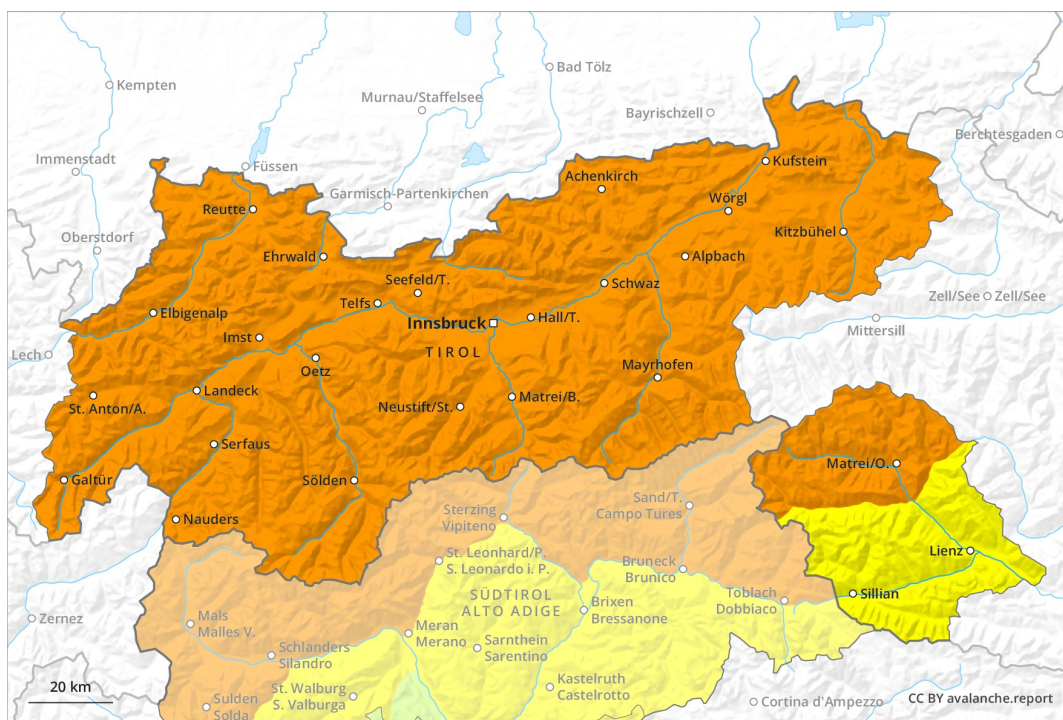 Kempten
Bad Tölz
Murnau/Staffelsee
Bayrischzell
Berchtesgaden
Immenstadt
Füssen
Kufstein
Achenkirch
Garmisch-Partenkirchen
Wörgl
Reutte
Oberstdorf
Kitzbühel
Ehrwald
Alpbach
Seefeld/T.
Schwaz
Zell/See
Zell/See
Telfs
Elbigenalp
Innsbruck
Hall/T.
Mittersill
Imst
TIROL
Lech
Oetz
Mayrhofen
Landeck
Matrei/B.
St. Anton/A.
Neustift/St.
Serfaus
Matrei/O.
Galtür
Sölden
Sand/T.
Campo Tures
Sterzing
Vipiteno
Nauders
Lienz
St. Leonhard/P.
S. Leonardo i. P.
Bruneck
Brunico
SÜDTIROL
ALTO ADIGE
Sillian
Toblach
Dobbiaco
Brixen
Bressanone
Zernez
Mals
Malles V.
Meran
Merano
Sarnthein
Sarentino
Schlanders
Silandro
Kastelruth
Castelrotto
20 km
St. Walburg
S. Valburga
Sulden
Solda
Cortina d'Ampezzo
CC BY avalanche.report